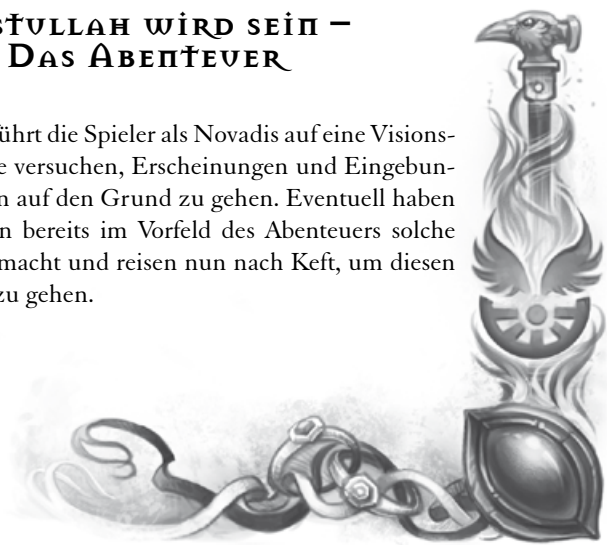 STULLAH WIRD SEIN –
DAS ABENTEUER
führt die Spieler als Novadis auf eine Visions-
e versuchen, Erscheinungen und Eingebun-
n auf den Grund zu gehen. Eventuell haben
n bereits im Vorfeld des Abenteuers solche
macht und reisen nun nach Keft, um diesen
zu gehen.